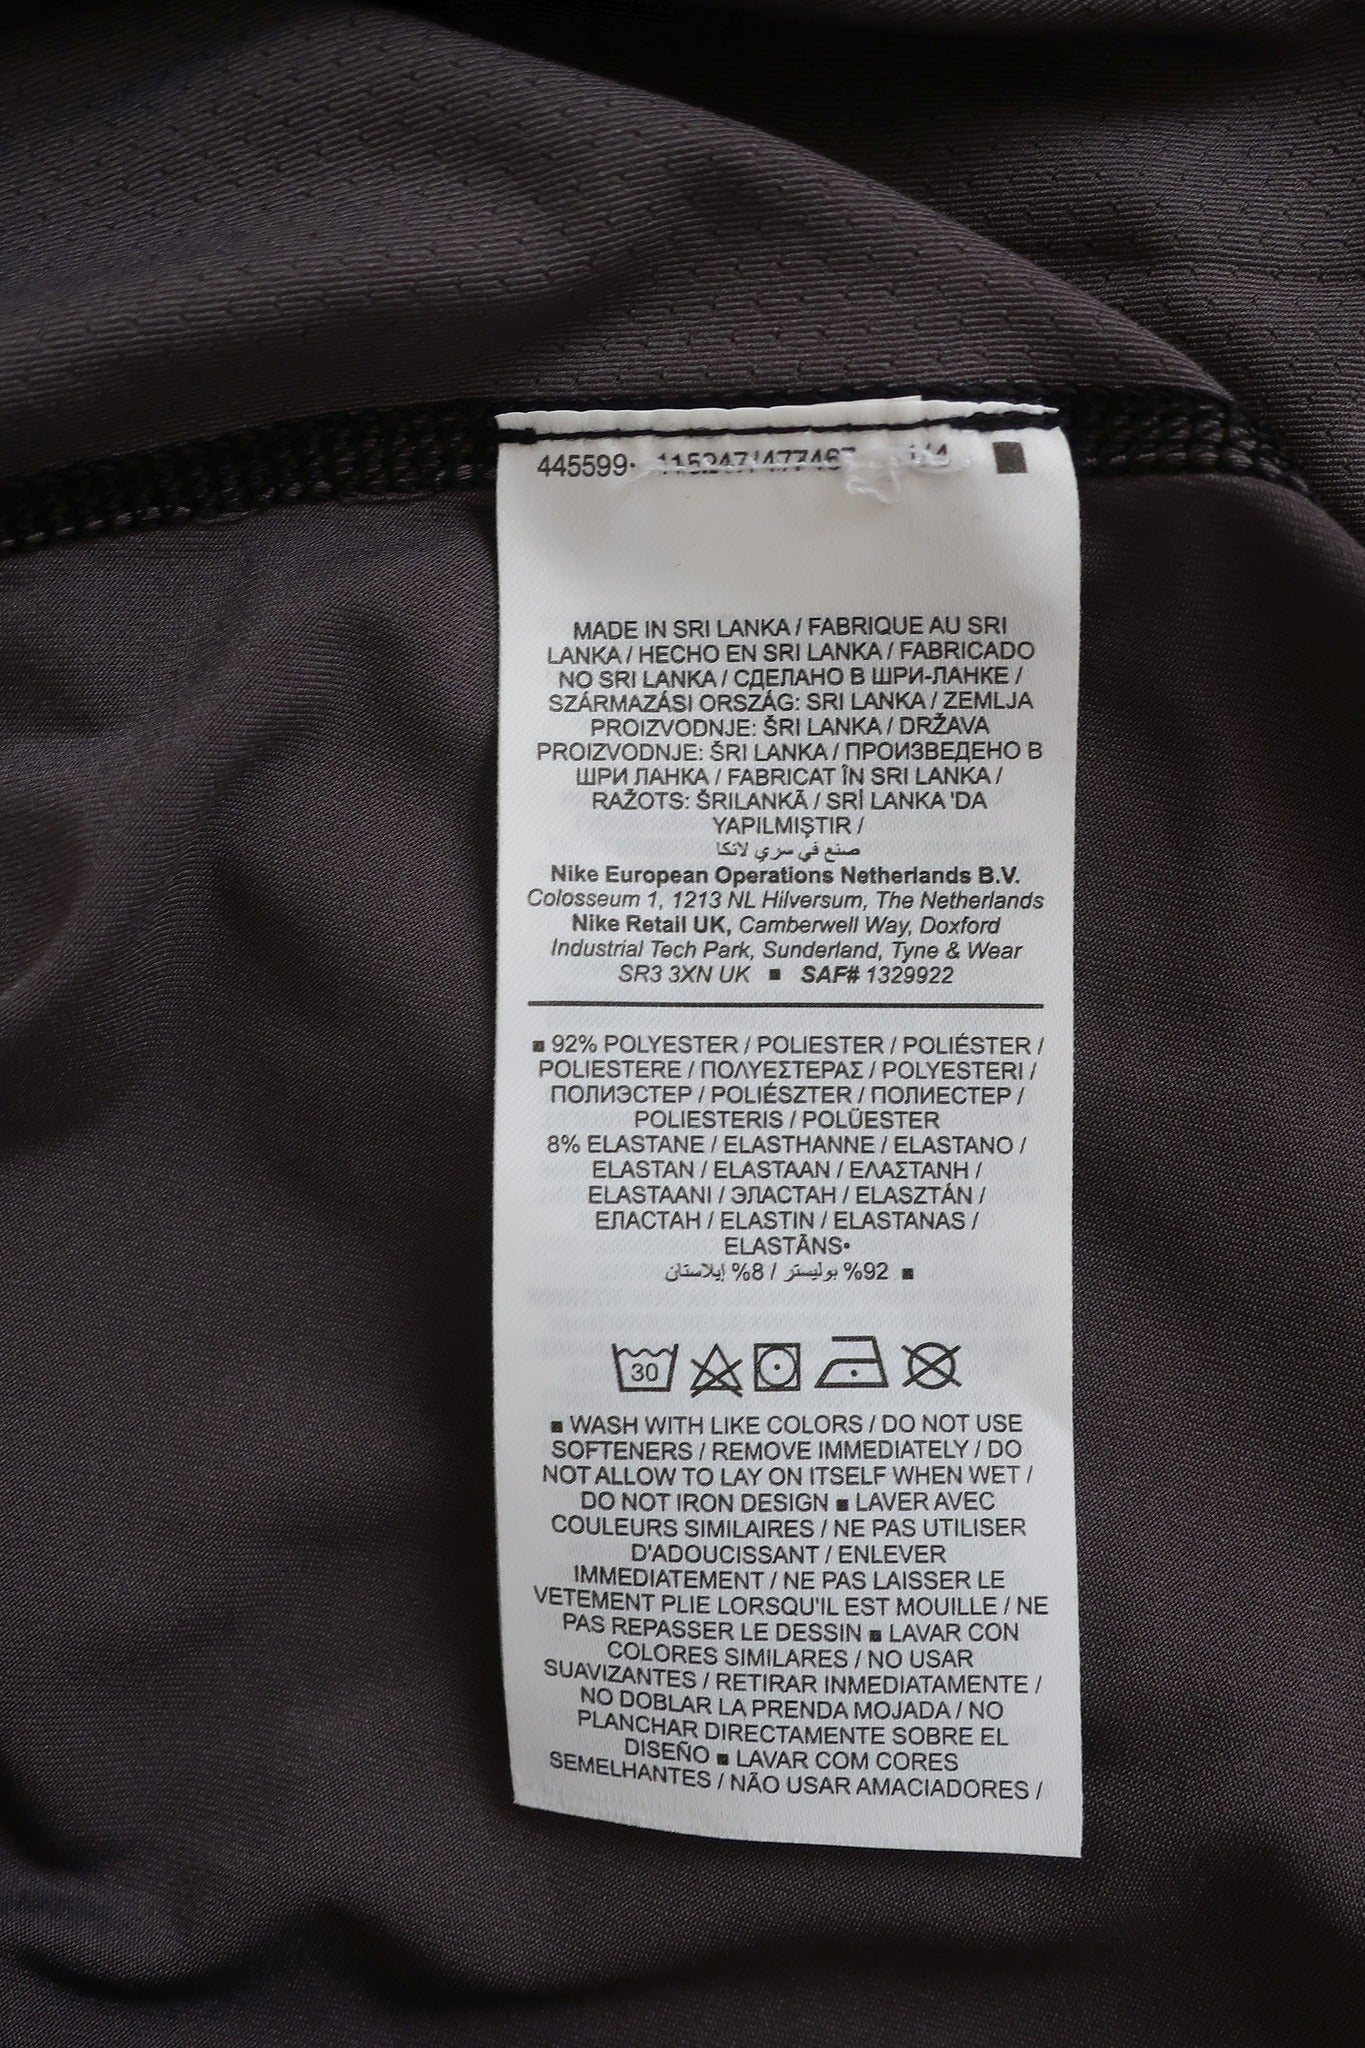 445599• 115247/477467 1/4
MADE IN SRI LANKA / FABRIQUE AU SRI
LANKA / HECHO EN SRI LANKA / FABRICADO
NO SRI LANKA / СДЕЛАНО В ШРИ-ЛАНКЕ /
SZÁRMAZÁSI ORSZÁG: SRI LANKA / ZEMLJA
PROIZVODNJE: ŠRI LANKA / DRŽAVA
PROIZVODNJE: ŠRI LANKA / ПРОИЗВЕДЕНО В
ШРИ ЛАНКА / FABRICAT ÎN SRI LANKA /
RAŽOTS: ŠRILANKĀ / SRİ LANKA 'DA
YAPILMIŞTIR /
صنع في سري لانكا
Nike European Operations Netherlands B.V.
Colosseum 1, 1213 NL Hilversum, The Netherlands
Nike Retail UK, Camberwell Way, Doxford
Industrial Tech Park, Sunderland, Tyne & Wear
SR3 3XN UK ■ SAF# 1329922
■ 92% POLYESTER / POLIESTER / POLIÉSTER /
POLIESTERE / ΠΟΛΥΕΣΤΕΡΑΣ / POLYESTERI /
ПОЛИЭСТЕР / POLIÉSZTER / ПОЛИЕСТЕР /
POLIESTERIS / POLÜESTER
8% ELASTANE / ELASTHANNE / ELASTANO /
ELASTAN / ELASTAAN / ΕΛΑΣΤΑΝΗ /
ELASTAANI / ЭЛАСТАН / ELASZTÁN /
ЕЛАСТАН / ELASTIN / ELASTANAS /
ELASTĀNS•
■ 92% بوليستر / 8% إيلاستان
30
■ WASH WITH LIKE COLORS / DO NOT USE
SOFTENERS / REMOVE IMMEDIATELY / DO
NOT ALLOW TO LAY ON ITSELF WHEN WET /
DO NOT IRON DESIGN ■ LAVER AVEC
COULEURS SIMILAIRES / NE PAS UTILISER
D'ADOUCISSANT / ENLEVER
IMMEDIATEMENT / NE PAS LAISSER LE
VETEMENT PLIE LORSQU'IL EST MOUILLE / NE
PAS REPASSER LE DESSIN ■ LAVAR CON
COLORES SIMILARES / NO USAR
SUAVIZANTES / RETIRAR INMEDIATAMENTE /
NO DOBLAR LA PRENDA MOJADA / NO
PLANCHAR DIRECTAMENTE SOBRE EL
DISEÑO ■ LAVAR COM CORES
SEMELHANTES / NÃO USAR AMACIADORES /